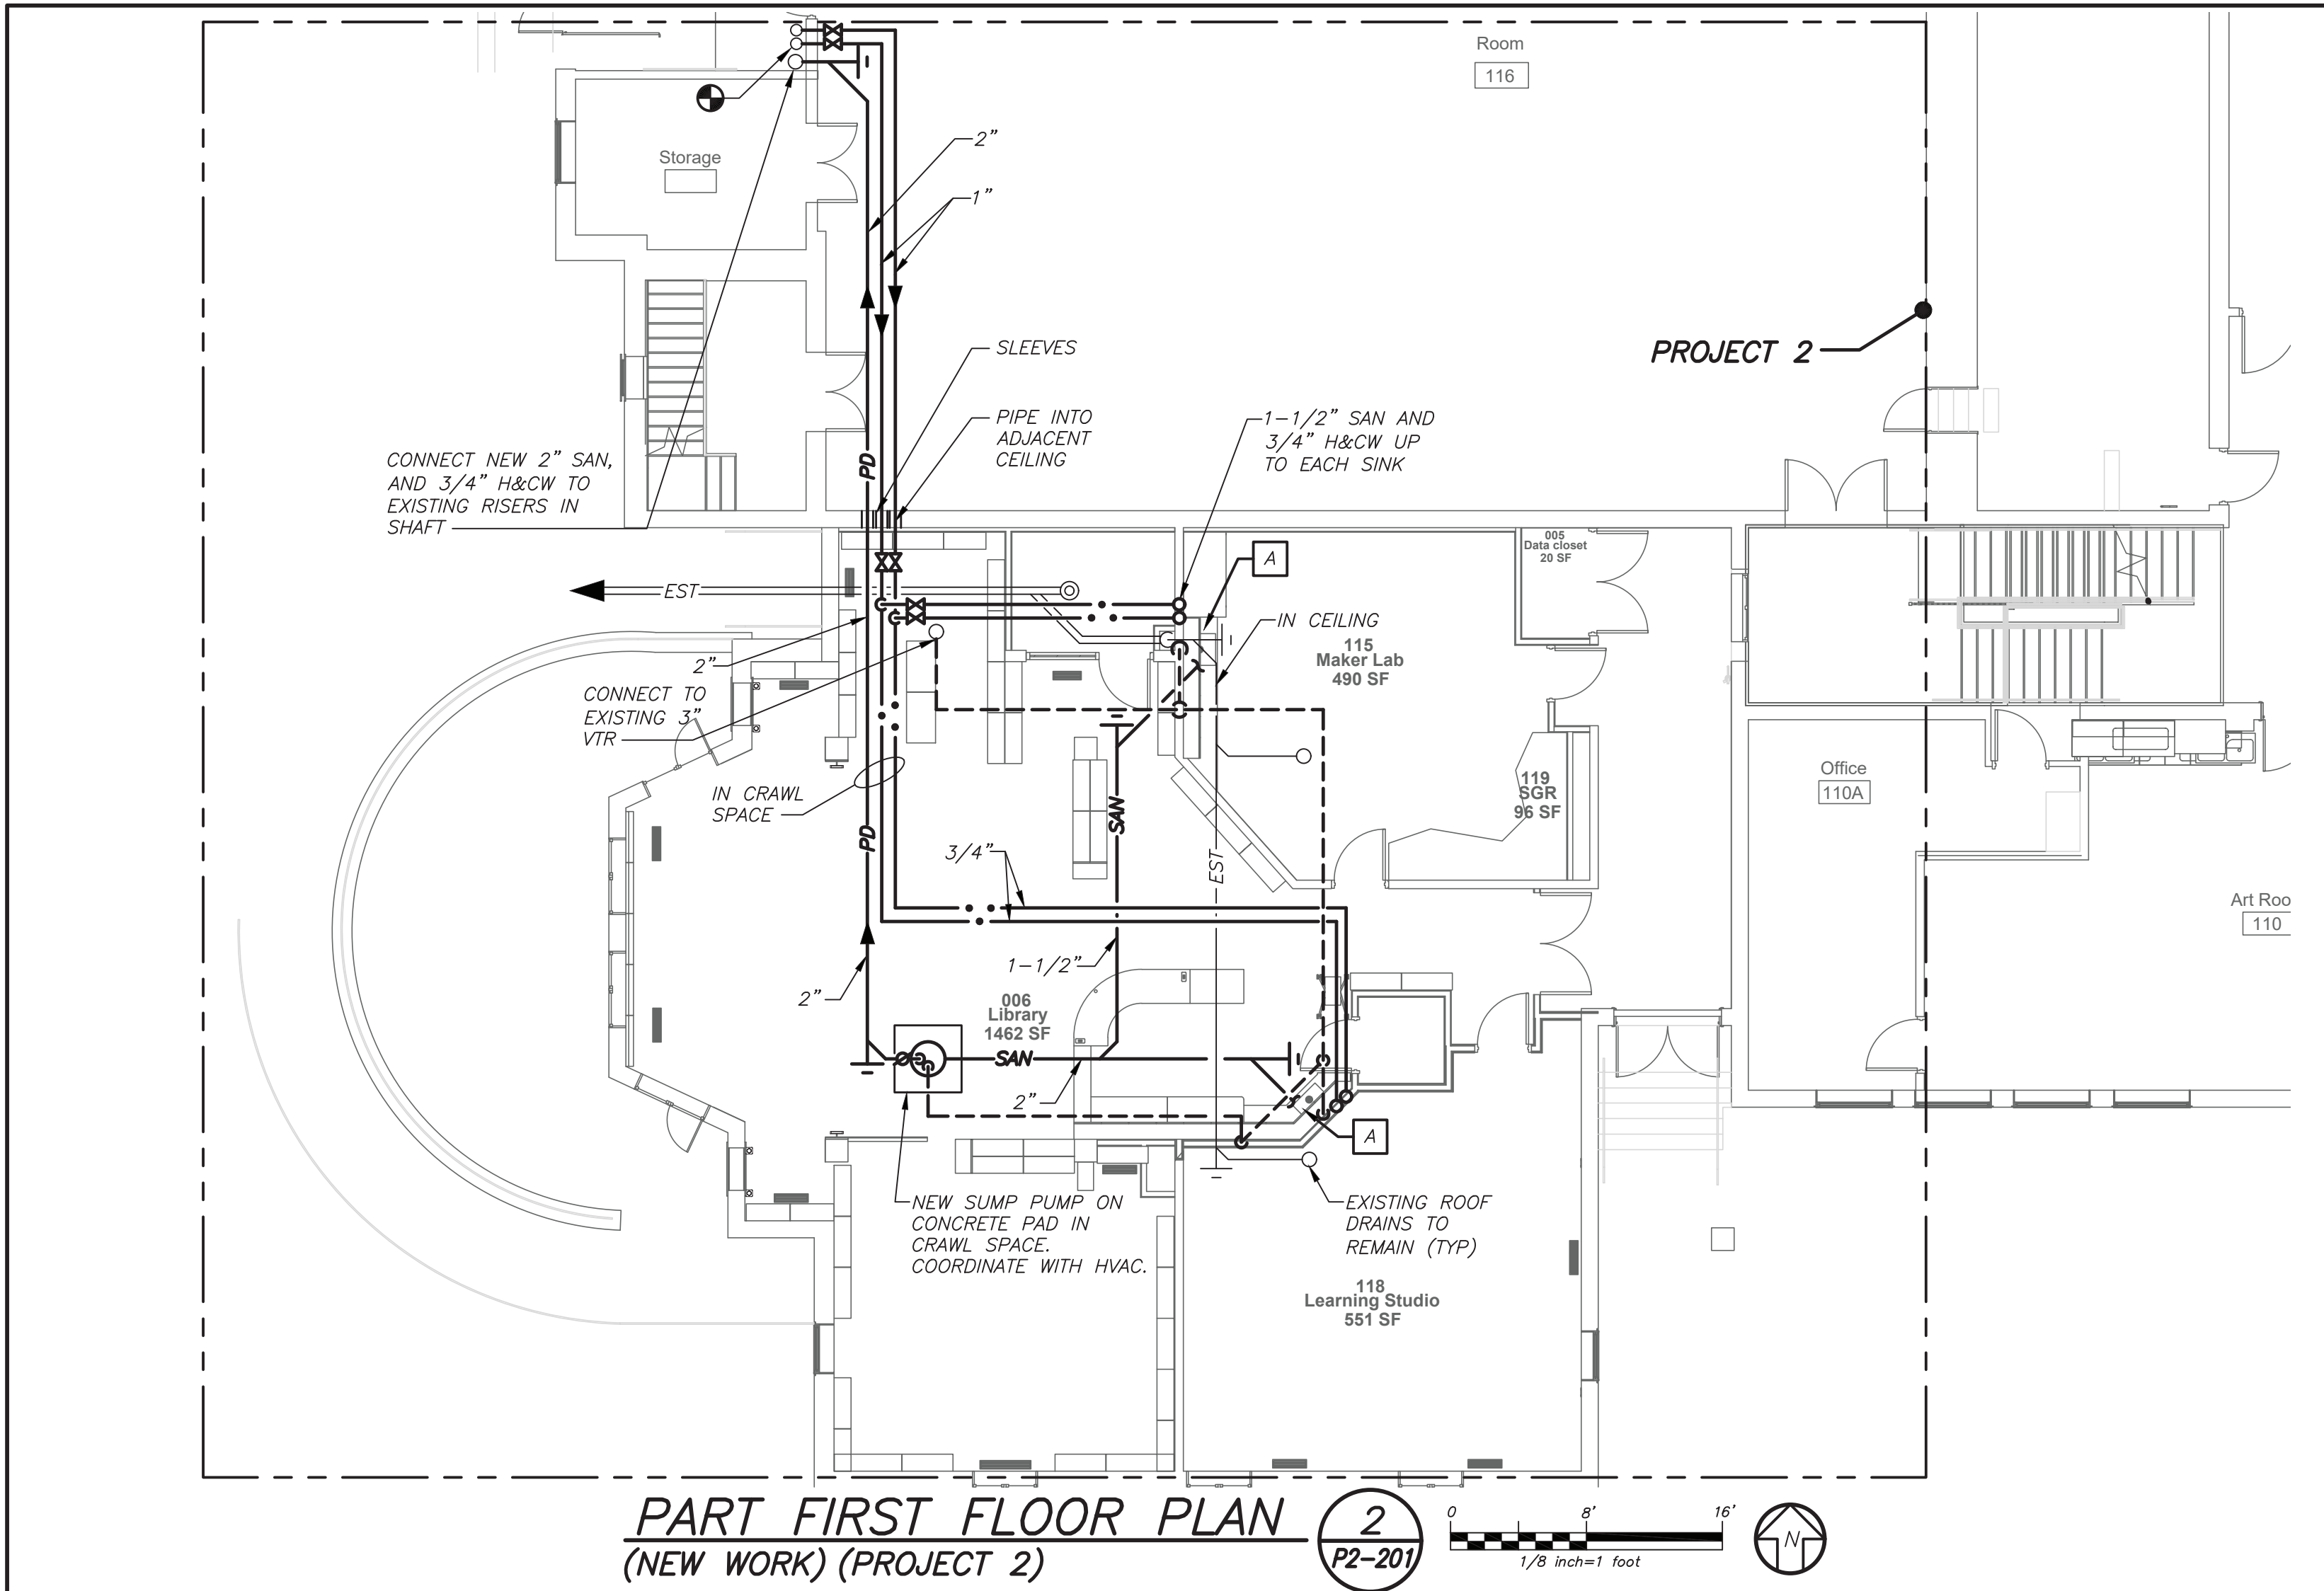 Room
116
Storage
2"
1"
SLEEVES
PROJECT 2
PIPE INTO
ADJACENT
CEILING
1-1/2" SAN AND
3/4" H&CW UP
TO EACH SINK
CONNECT NEW 2" SAN,
AND 3/4" H&CW TO
EXISTING RISERS IN
SHAFT
PD
005
Data closet
20 SF
A
EST
IN CEILING
115
Maker Lab
490 SF
2"
CONNECT TO
EXISTING 3"
VTR
IN CRAWL
SPACE
SAN
119
SGR
96 SF
Office
110A
PD
3/4"
EST
Art Roo
110
1-1/2"
2"
006
Library
1462 SF
SAN
2"
A
NEW SUMP PUMP ON
CONCRETE PAD IN
CRAWL SPACE.
COORDINATE WITH HVAC.
EXISTING ROOF
DRAINS TO
REMAIN (TYP)
118
Learning Studio
551 SF
PART FIRST FLOOR PLAN
(NEW WORK) (PROJECT 2)
2
P2-201
0 8' 16'
1/8 inch=1 foot
N